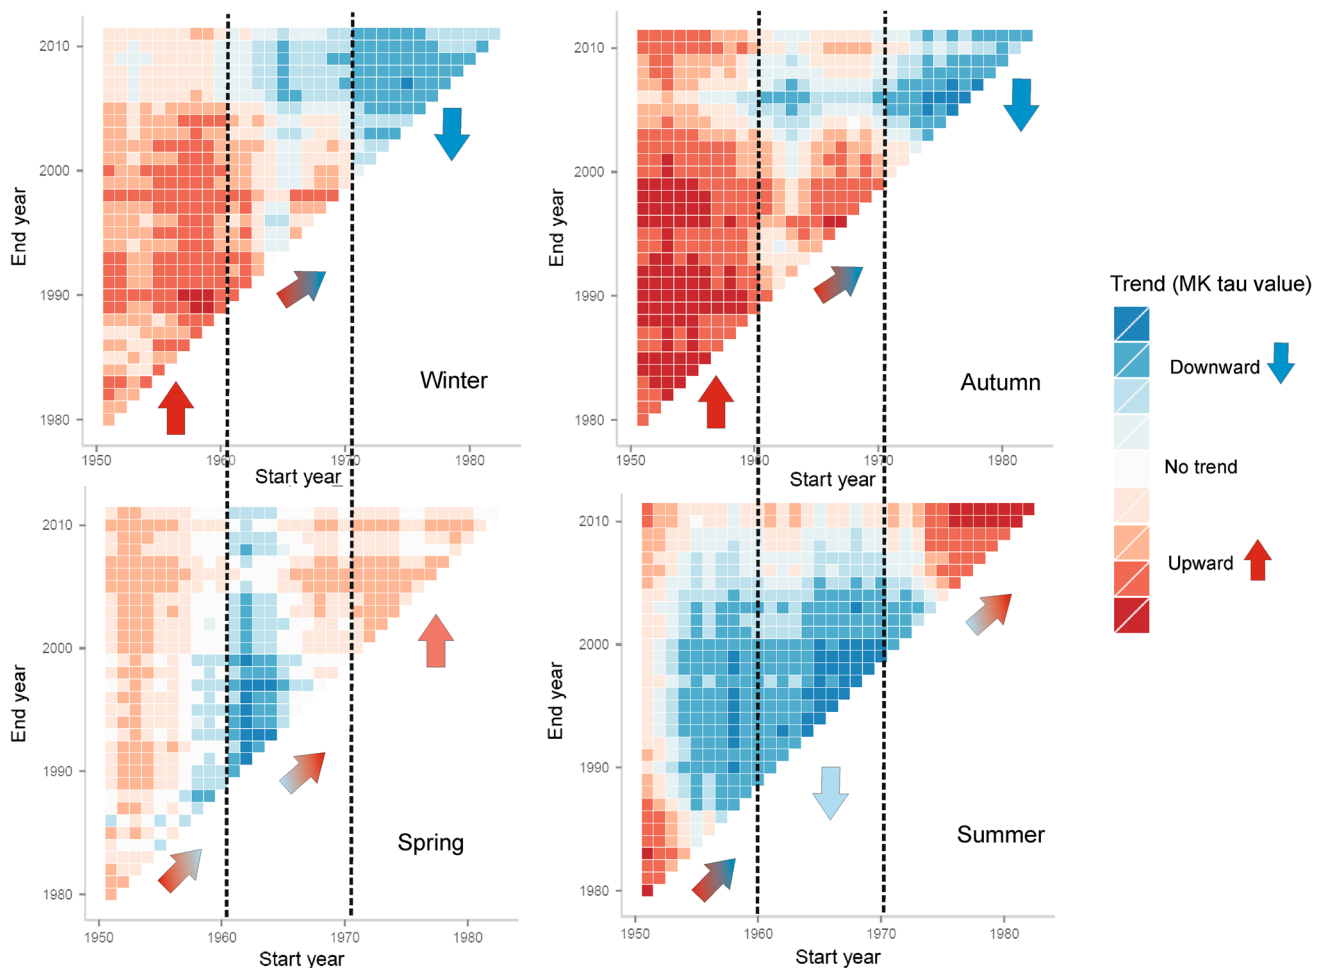 2010
2000
1990
1980
End year
1950
1960
1970
1980
Start year
Winter
2010
2000
1990
1980
End year
1950
1960
1970
1980
Start year
Autumn
2010
2000
1990
1980
End year
1950
1960
1970
1980
Start year
Spring
2010
2000
1990
1980
End year
1950
1960
1970
1980
Start year
Summer
Trend (MK tau value)
Downward
No trend
Upward